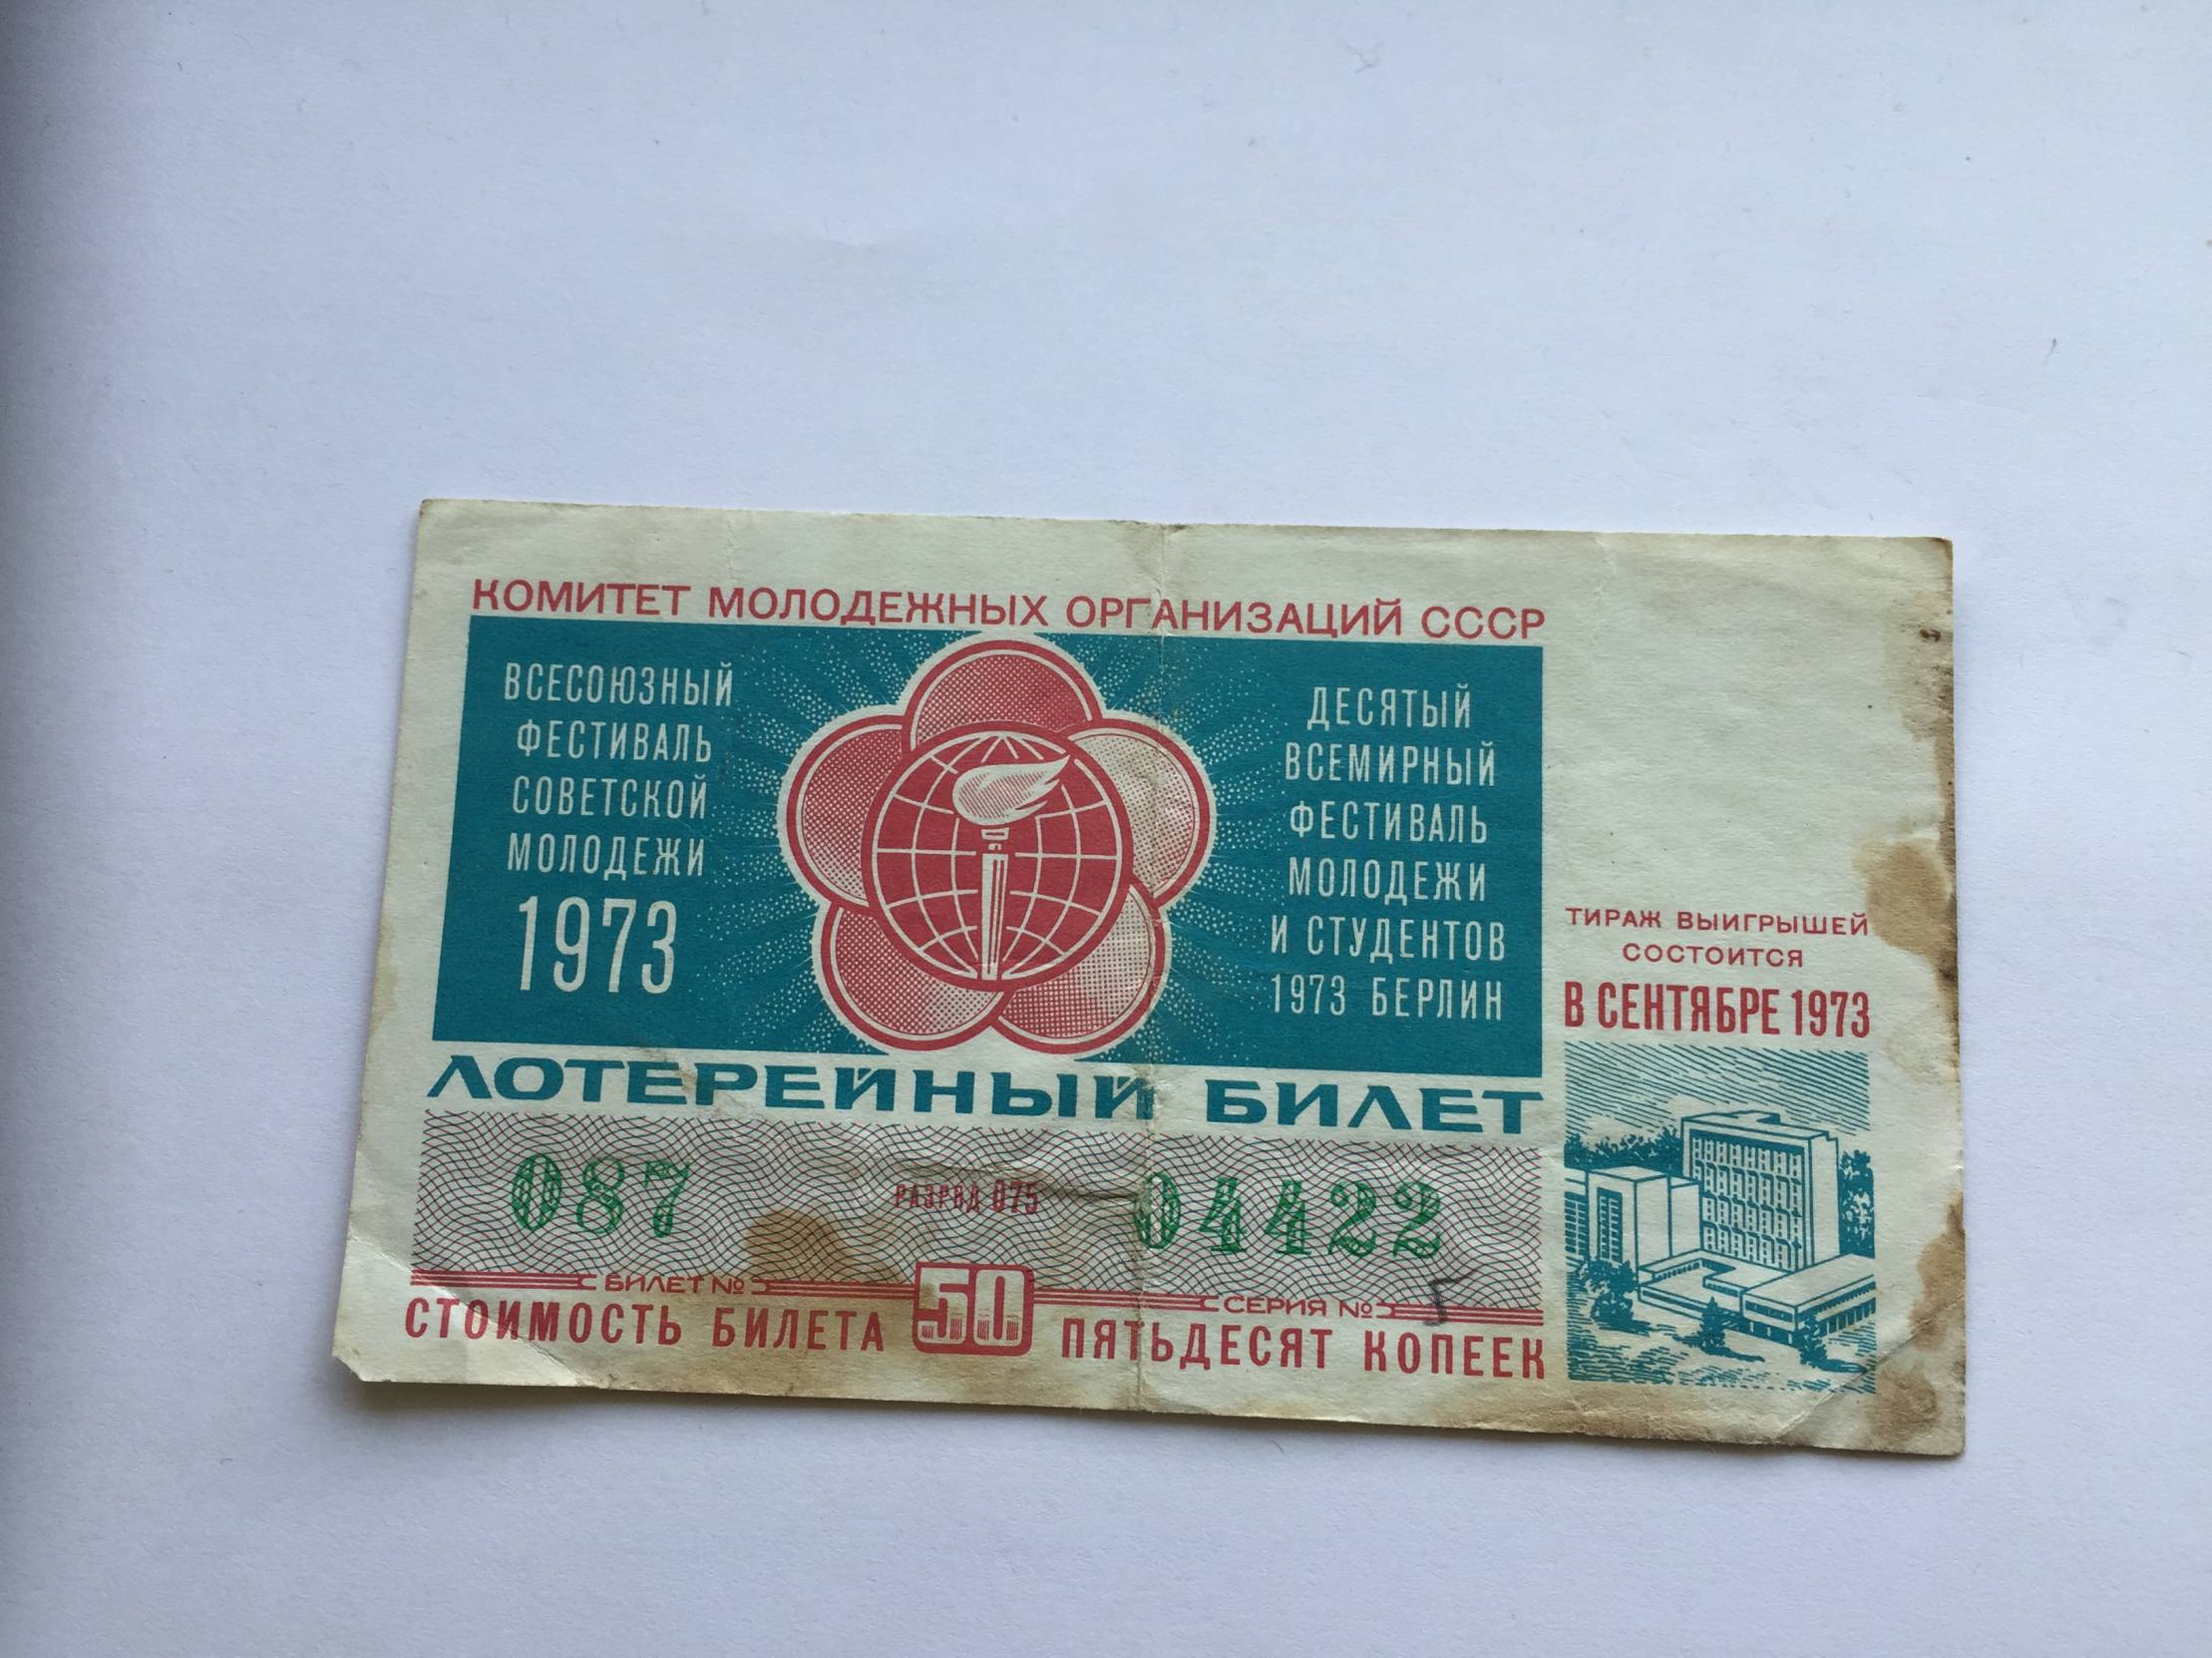 КОМИТЕТ МОЛОДЕЖНЫХ ОРГАНИЗАЦИЙ СССР
ВСЕСОЮЗНЫЙ
ФЕСТИВАЛЬ
СОВЕТСКОЙ
МОЛОДЕЖИ
1973
ДЕСЯТЫЙ
ВСЕМИРНЫЙ
ФЕСТИВАЛЬ
МОЛОДЕЖИ
И СТУДЕНТОВ
1973 БЕРЛИН
ТИРАЖ ВЫИГРЫШЕЙ
СОСТОИТСЯ
В СЕНТЯБРЕ 1973
ЛОТЕРЕЙНЫЙ БИЛЕТ
087 РАЗРЯД 075 04422
БИЛЕТ № СЕРИЯ №
СТОИМОСТЬ БИЛЕТА 50 ПЯТЬДЕСЯТ КОПЕЕК